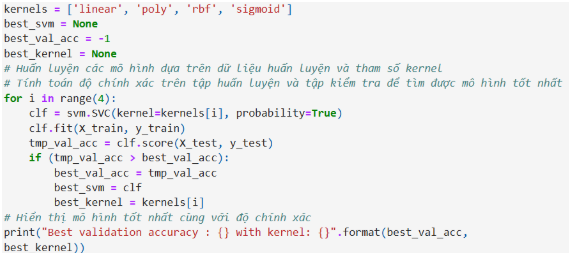 kernels = ['linear', 'poly', 'rbf', 'sigmoid']
best_svm = None
best_val_acc = -1
best_kernel = None
# Huấn luyện các mô hình dựa trên dữ liệu huấn luyện và tham số kernel
# Tính toán độ chính xác trên tập huấn luyện và tập kiểm tra để tìm được mô hình tốt nhất
for i in range(4):
    clf = svm.SVC(kernel=kernels[i], probability=True)
    clf.fit(X_train, y_train)
    tmp_val_acc = clf.score(X_test, y_test)
    if (tmp_val_acc > best_val_acc):
        best_val_acc = tmp_val_acc
        best_svm = clf
        best_kernel = kernels[i]
# Hiển thị mô hình tốt nhất cùng với độ chính xác
print("Best validation accuracy : {} with kernel: {}".format(best_val_acc,
best_kernel))